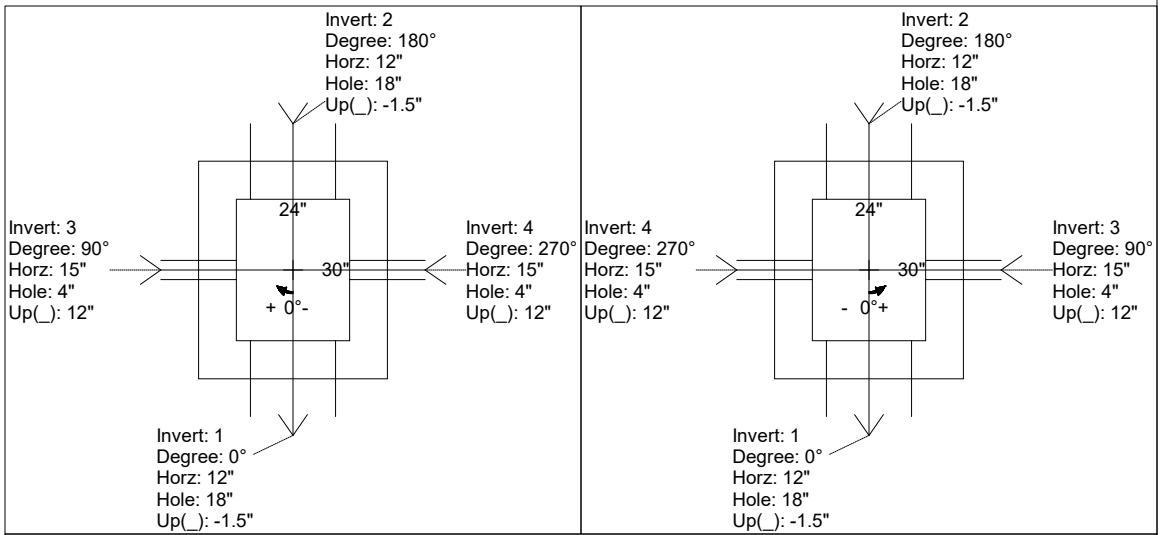 Invert: 2
Degree: 180°
Horz: 12"
Hole: 18"
Up(_): -1.5"
24"
Invert: 3
Degree: 90°
Horz: 15"
Hole: 4"
Up(_): 12"
30"
Invert: 4
Degree: 270°
Horz: 15"
Hole: 4"
Up(_): 12"
+ 0°-
Invert: 1
Degree: 0°
Horz: 12"
Hole: 18"
Up(_): -1.5"
Invert: 2
Degree: 180°
Horz: 12"
Hole: 18"
Up(_): -1.5"
24"
Invert: 4
Degree: 270°
Horz: 15"
Hole: 4"
Up(_): 12"
30"
Invert: 3
Degree: 90°
Horz: 15"
Hole: 4"
Up(_): 12"
- 0°+
Invert: 1
Degree: 0°
Horz: 12"
Hole: 18"
Up(_): -1.5"